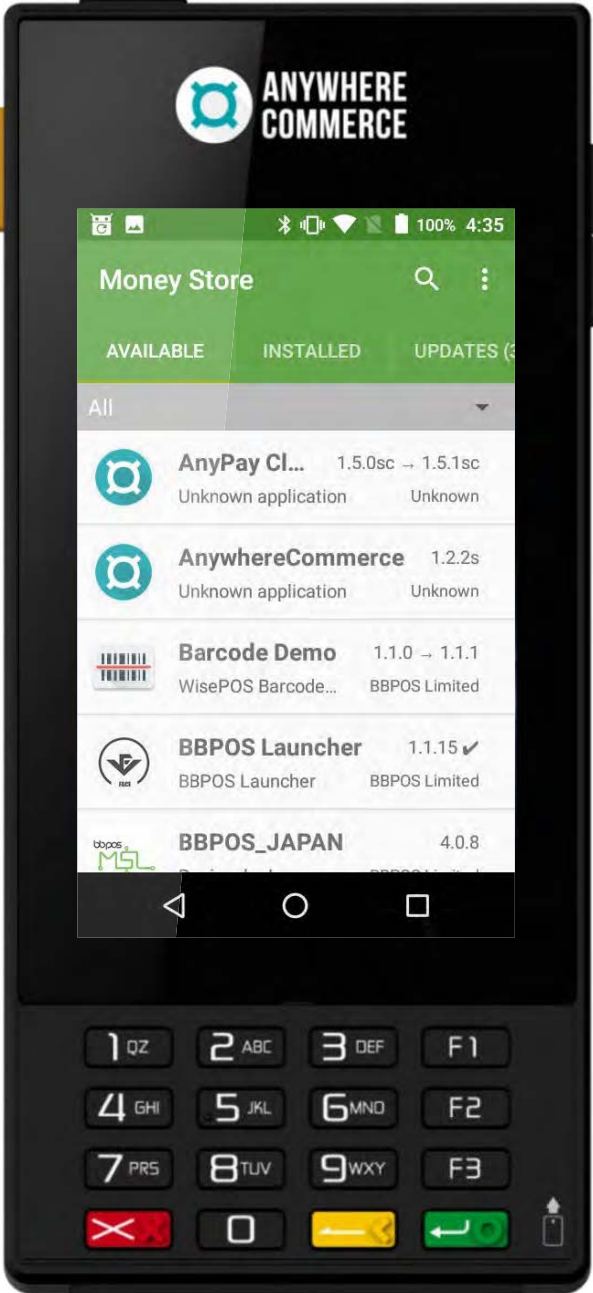 ANYWHERE
COMMERCE
100% 4:35
Money Store
AVAILABLE INSTALLED UPDATES (3
All
AnyPay Cl... 1.5.0sc → 1.5.1sc
Unknown application Unknown
AnywhereCommerce 1.2.2s
Unknown application Unknown
Barcode Demo 1.1.0 → 1.1.1
WisePOS Barcode... BBPOS Limited
BBPOS Launcher 1.1.15 ✔
BBPOS Launcher BBPOS Limited
bbpos BBPOS_JAPAN 4.0.8
MSL
1 QZ 2 ABC 3 DEF F1
4 GHI 5 JKL 6 MNO F2
7 PRS 8 TUV 9 WXY F3
0